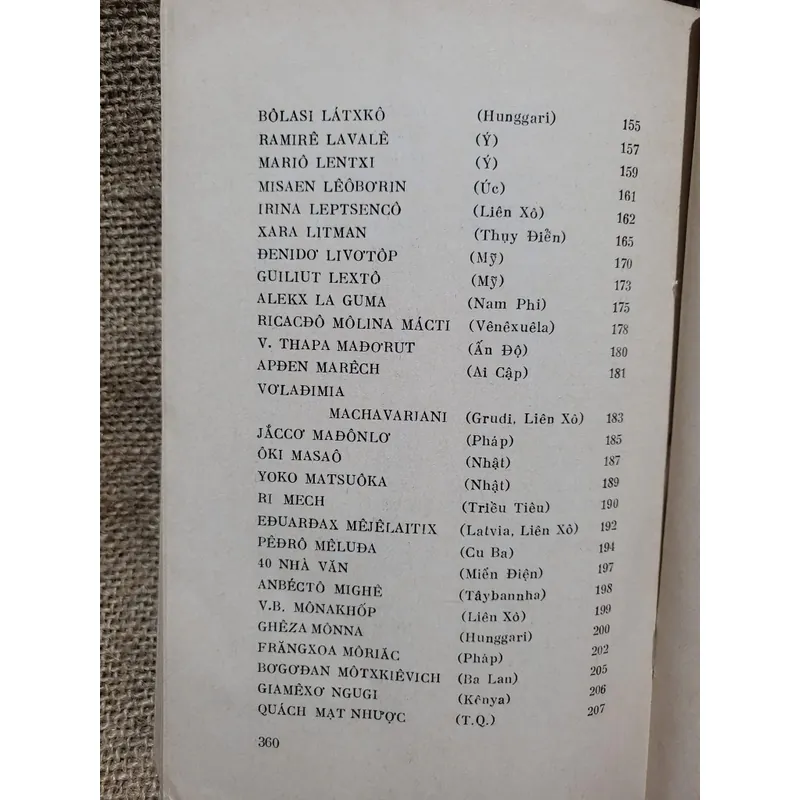 BÔLASI LÁTXKÔ (Hunggari) 155
RAMIRÊ LAVALÊ (Ý) 157
MARIÔ LENTXI (Ý) 159
MISAEN LÊÔBƠRIN (Úc) 161
IRINA LEPTSENCÔ (Liên Xô) 162
XARA LITMAN (Thụy Điển) 165
ĐENIDƠ LIVƠTÔP (Mỹ) 170
GUILIUT LEXTÔ (Mỹ) 173
ALEKX LA GUMA (Nam Phi) 175
RICACĐÔ MÔLINA MÁCTI (Vênêxuêla) 178
V. THAPA MAĐƠRUT (Ấn Độ) 180
APĐEN MARÊCH (Ai Cập) 181
VƠLAĐIMIA
MACHAVARJANI (Grudi, Liên Xô) 183
JẮCCƠ MAĐÔNLƠ (Pháp) 185
ÔKI MASAÔ (Nhật) 187
YOKO MATSUÔKA (Nhật) 189
RI MECH (Triều Tiêu) 190
EĐUARĐAX MÊJÊLAITIX (Latvia, Liên Xô) 192
PÊĐRÔ MÊLUĐA (Cu Ba) 194
40 NHÀ VĂN (Miến Điện) 197
ANBÉCTÔ MIGHÊ (Tâybannha) 198
V.B. MÔNAKHỐP (Liên Xô) 199
GHÊZA MÔNNA (Hunggari) 200
FRĂNGXOA MÔRIĂC (Pháp) 202
BƠGƠĐAN MÔTXKIÊVICH (Ba Lan) 205
GIAMÊXƠ NGUGI (Kênya) 206
QUÁCH MẠT NHƯỢC (T.Q.) 207
360